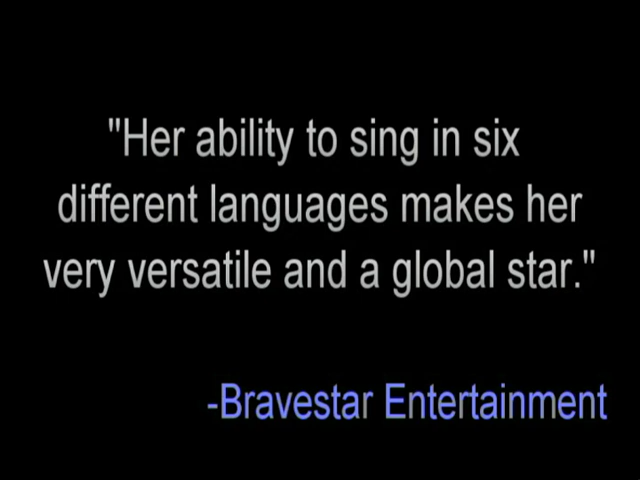 "Her ability to sing in six
different languages makes her
very versatile and a global star."
-Bravestar Entertainment